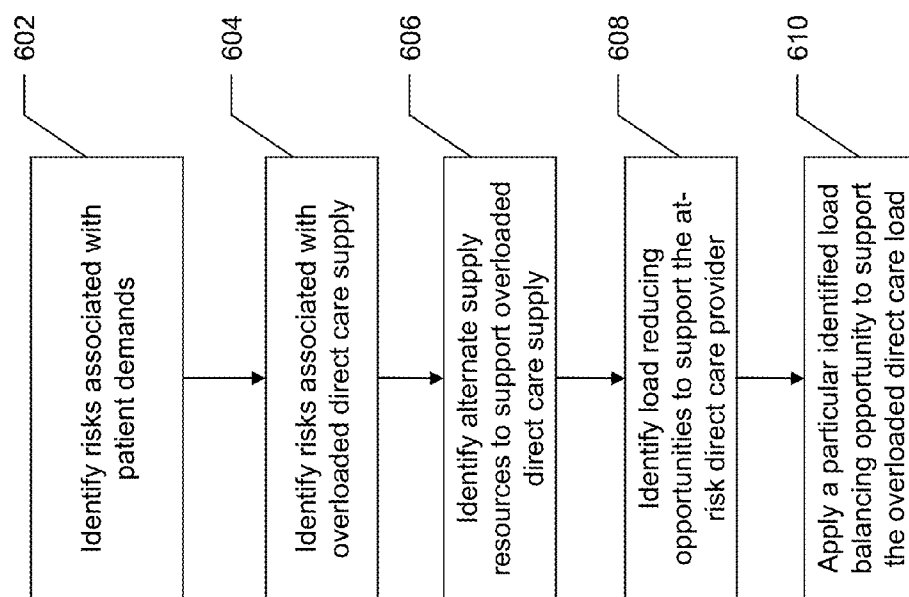 602
Identify risks associated with
patient demands
604
Identify risks associated with
overloaded direct care supply
606
Identify alternate supply
resources to support overloaded
direct care supply
608
Identify load reducing
opportunities to support the at-
risk direct care provider
610
Apply a particular identified load
balancing opportunity to support
the overloaded direct care load